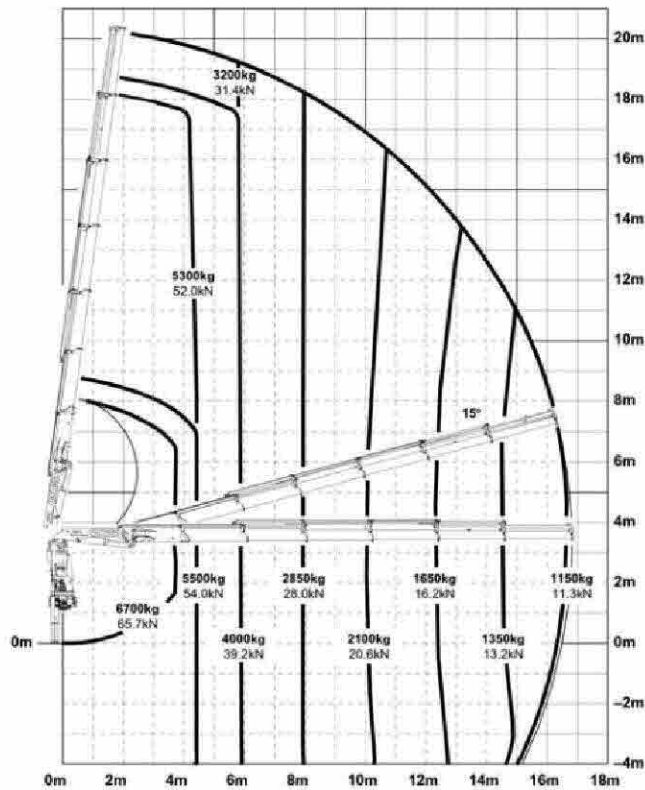 20m
3200kg
31.4kN
18m
16m
14m
5300kg
52.0kN
12m
10m
8m
15°
6m
4m
5500kg
54.0kN
2850kg
28.0kN
1650kg
16.2kN
1150kg
11.3kN
2m
6700kg
65.7kN
0m
4000kg
39.2kN
2100kg
20.6kN
1350kg
13.2kN
0m
–2m
–4m
0m 2m 4m 6m 8m 10m 12m 14m 16m 18m